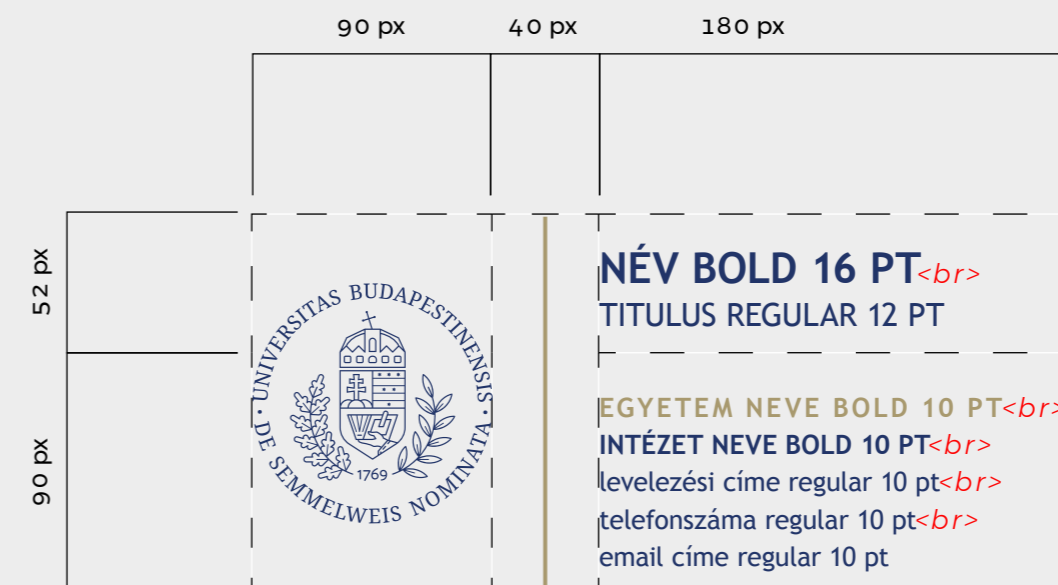 90 px
40 px
180 px
52 px
90 px
NÉV BOLD 16 PT<br>
TITULUS REGULAR 12 PT
EGYETEM NEVE BOLD 10 PT<br>
INTÉZET NEVE BOLD 10 PT<br>
levelezési címe regular 10 pt<br>
telefonszáma regular 10 pt<br>
email címe regular 10 pt
· UNIVERSITAS BUDAPESTINENSIS ·
DE SEMMELWEIS NOMINATA
1769